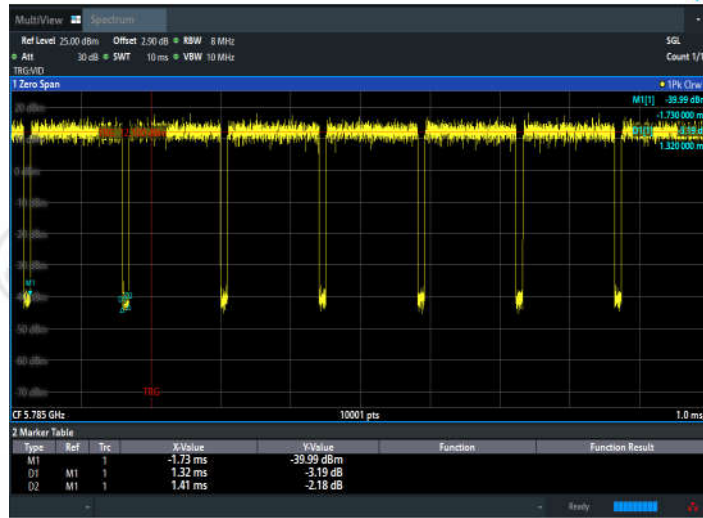 MultiView Spectrum
Ref Level 25.00 dBm Offset 2.90 dB RBW 8 MHz SGL
Att 30 dB SWT 10 ms VBW 10 MHz Count 1/1
TRG:VID
1 Zero Span 1Pk Clrw
M1[1] -39.99 dBm
20 dBm
-1.730 000 m
D1[1] -3.19 d
1.320 000 m
0 dBm
-10 dBm
-20 dBm
-30 dBm
M1
-50 dBm
-60 dBm
-70 dBm
TRG
CF 5.785 GHz 10001 pts 1.0 ms
2 Marker Table
Type Ref Trc X-Value Y-Value Function Function Result
M1 1 -1.73 ms -39.99 dBm
D1 M1 1 1.32 ms -3.19 dB
D2 M1 1 1.41 ms -2.18 dB
Ready